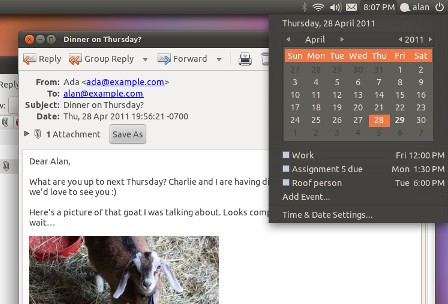 8:07 PM alan
Thursday, 28 April 2011
April 2011
Sun Mon Tue Wed Thu Fri Sat
27 28 29 30 31 1 2
3 4 5 6 7 8 9
10 11 12 13 14 15 16
17 18 19 20 21 22 23
24 25 26 27 28 29 30
1 2 3 4 5 6 7
Work Fri 12:00 PM
Assignment 5 due Mon 1:30 PM
Roof person Tue 6:00 PM
Add Event...
Time & Date Settings...
Dinner on Thursday?
Reply Group Reply Forward
From: Ada <ada@example.com>
To: alan@example.com
Subject: Dinner on Thursday?
Date: Thu, 28 Apr 2011 19:56:21 -0700
1 Attachment Save As
Dear Alan,
What are you up to next Thursday? Charlie and I are having
we'd love to see you :)
Here's a picture of that goat I was talking about. Looks
wait...